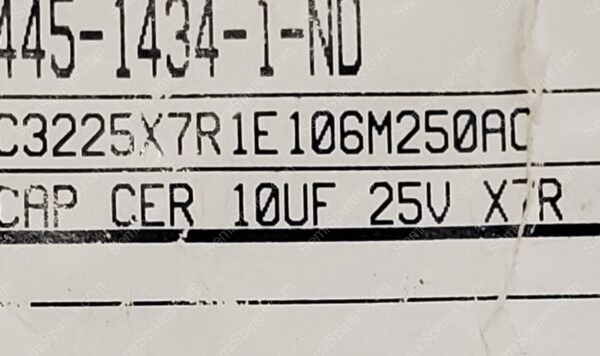 445-1434-1-ND
C3225X7R1E106M250AC
CAP CER 10UF 25V X7R